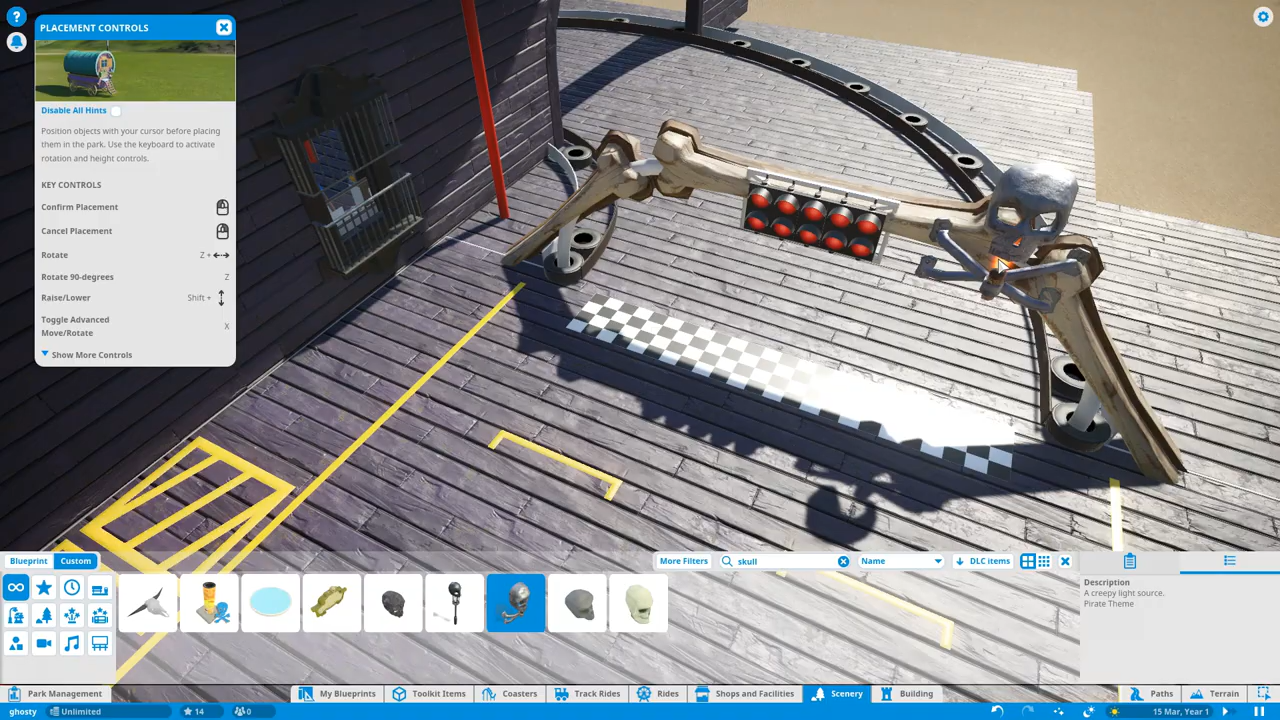 PLACEMENT CONTROLS
Disable All Hints
Position objects with your cursor before placing
them in the park. Use the keyboard to activate
rotation and height controls.
KEY CONTROLS
Confirm Placement
Cancel Placement
Rotate Z +
Rotate 90-degrees Z
Raise/Lower Shift +
Toggle Advanced
Move/Rotate X
Show More Controls
Blueprint Custom More Filters skull Name DLC items
Description
A creepy light source.
Pirate Theme
Park Management My Blueprints Toolkit Items Coasters Track Rides Rides Shops and Facilities Scenery Building Paths Terrain
ghosty Unlimited 14 0 15 Mar, Year 1